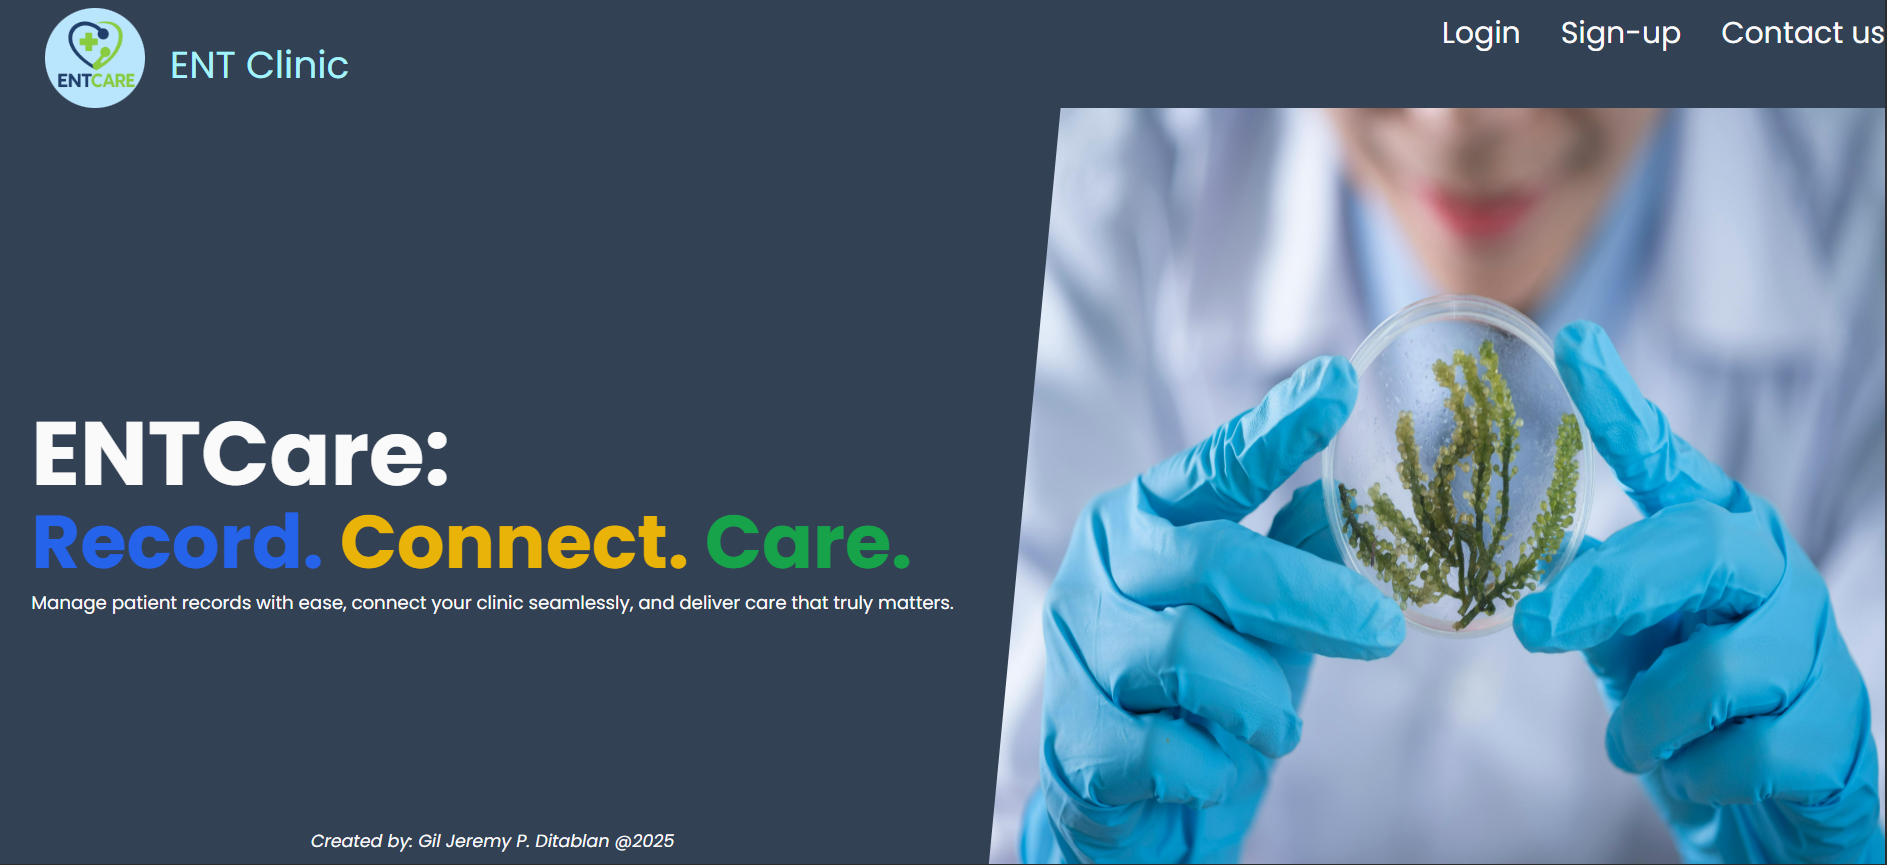 ENTCARE
ENT Clinic
Login Sign-up Contact us
ENTCare:
Record. Connect. Care.
Manage patient records with ease, connect your clinic seamlessly, and deliver care that truly matters.
Created by: Gil Jeremy P. Ditablan @2025